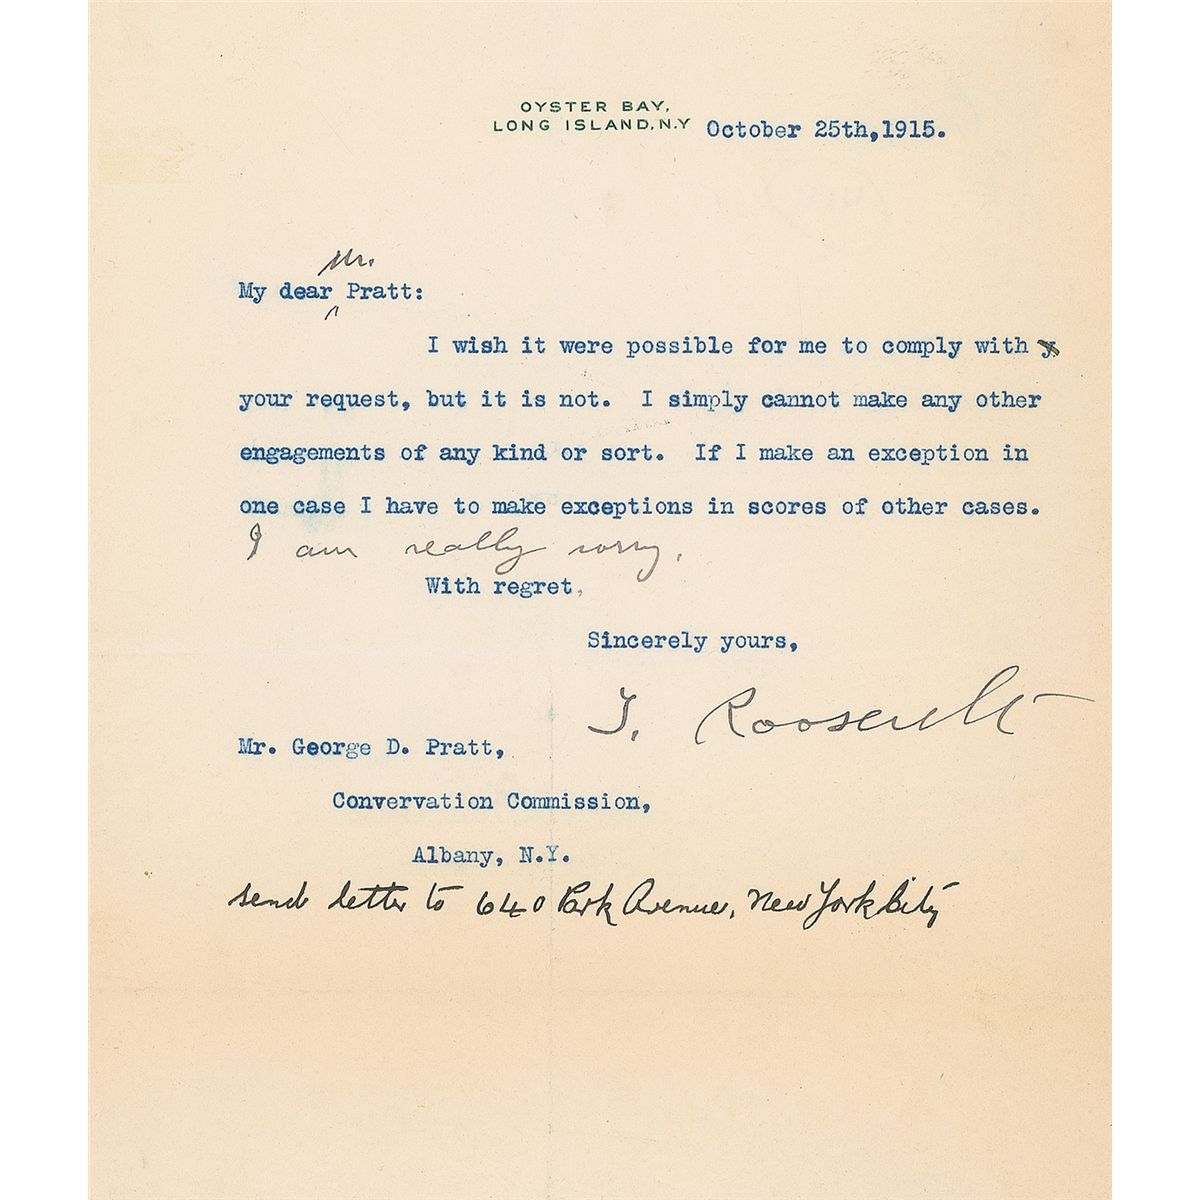 OYSTER BAY,
LONG ISLAND, N.Y October 25th, 1915.
Mr.
My dear ^ Pratt:
I wish it were possible for me to comply with y
your request, but it is not. I simply cannot make any other
engagements of any kind or sort. If I make an exception in
one case I have to make exceptions in scores of other cases.
I am really sorry.
With regret,
Sincerely yours,
T. Roosevelt
Mr. George D. Pratt,
Convervation Commission,
Albany, N.Y.
send letter to 640 Park Avenue, New York City